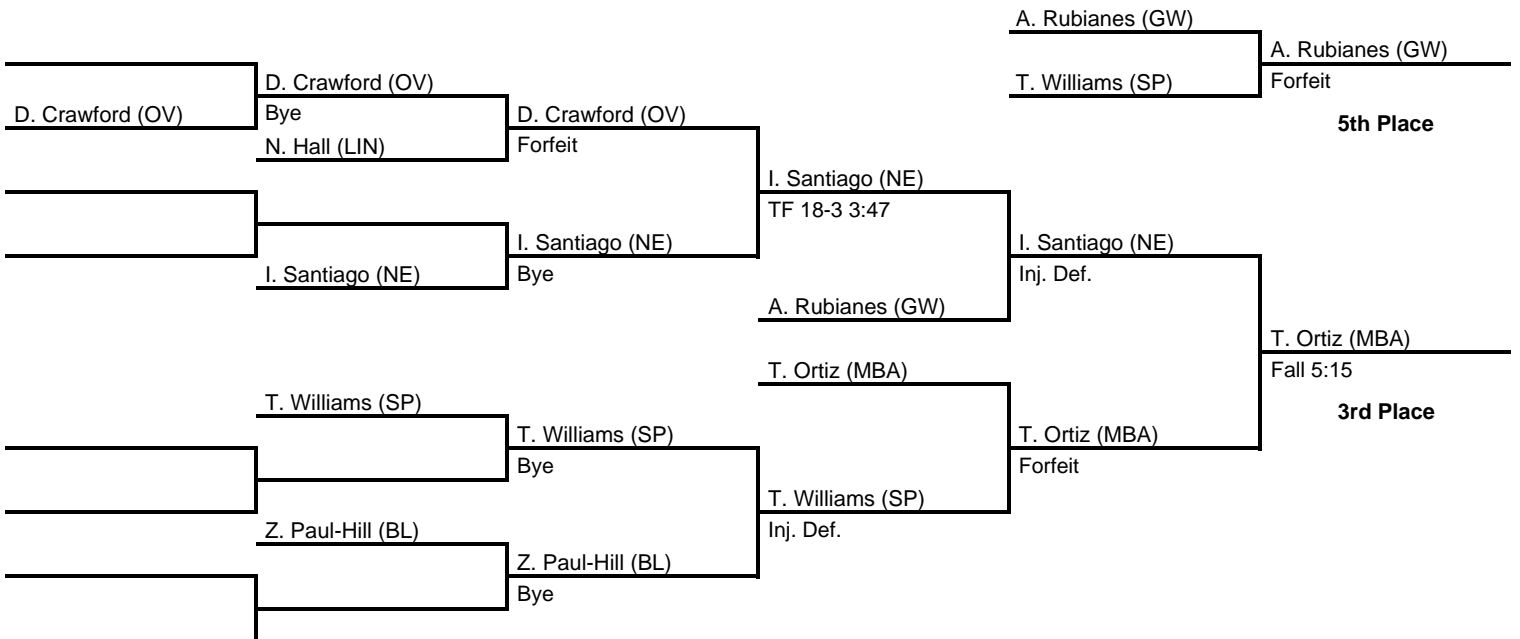 A. Rubianes (GW)
A. Rubianes (GW)
T. Williams (SP)
Forfeit
5th Place
D. Crawford (OV)
D. Crawford (OV)
Bye
D. Crawford (OV)
N. Hall (LIN)
Forfeit
I. Santiago (NE)
TF 18-3 3:47
I. Santiago (NE)
I. Santiago (NE)
Bye
I. Santiago (NE)
Inj. Def.
A. Rubianes (GW)
T. Ortiz (MBA)
T. Ortiz (MBA)
Fall 5:15
3rd Place
T. Williams (SP)
T. Williams (SP)
Bye
T. Ortiz (MBA)
Forfeit
T. Williams (SP)
Inj. Def.
Z. Paul-Hill (BL)
Z. Paul-Hill (BL)
Bye